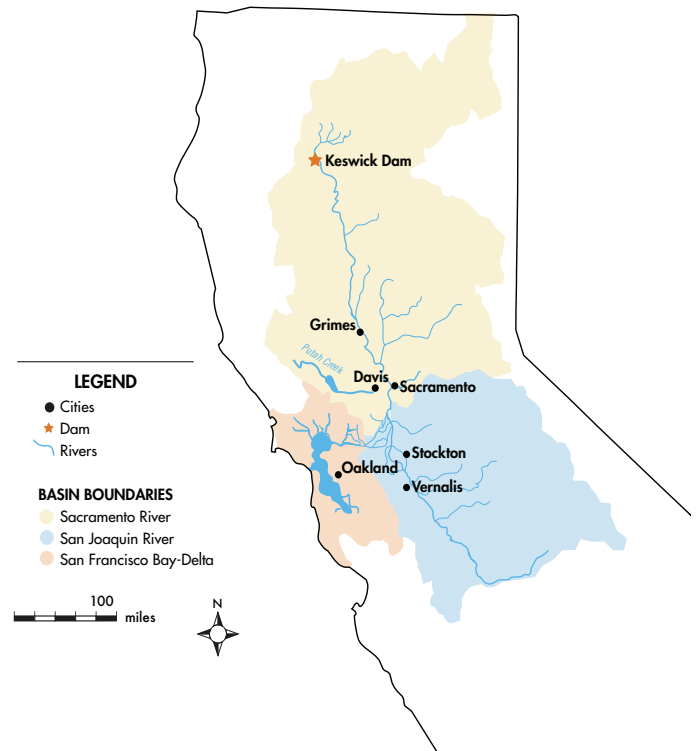 Keswick Dam
Grimes
Putah Creek
Davis
Sacramento
LEGEND
Cities
Dam
Rivers
Stockton
Oakland
Vernalis
BASIN BOUNDARIES
Sacramento River
San Joaquin River
San Francisco Bay-Delta
100
miles
N